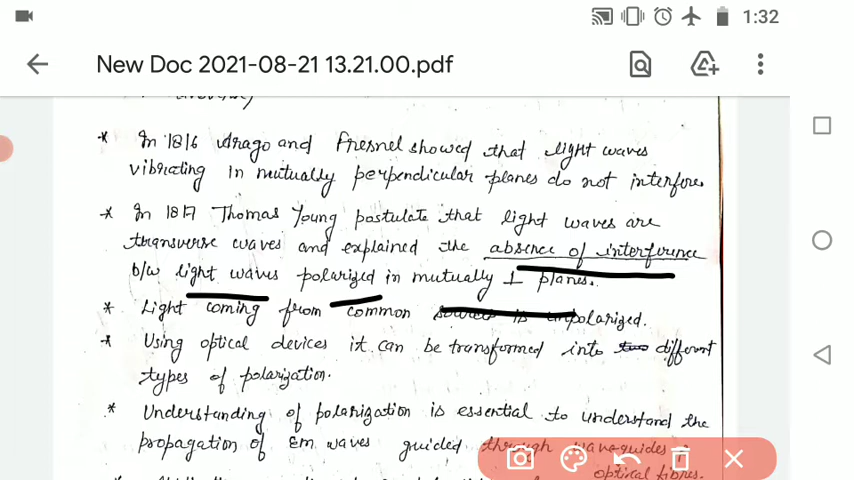 1:32
New Doc 2021-08-21 13.21.00.pdf
* In 1816 Arago and Fresnel showed that light waves
vibrating in mutually perpendicular planes do not interfere
* In 1817 Thomas Young postulate that light waves are
transverse waves and explained the absence of interference
b/w light waves polarized in mutually ⊥ planes.
* Light coming from common sources is unpolarized.
* Using optical devices it can be transformed into different
types of polarization.
* Understanding of polarization is essential to understand the
propagation of Em waves guided through waveguides
optical fibres.